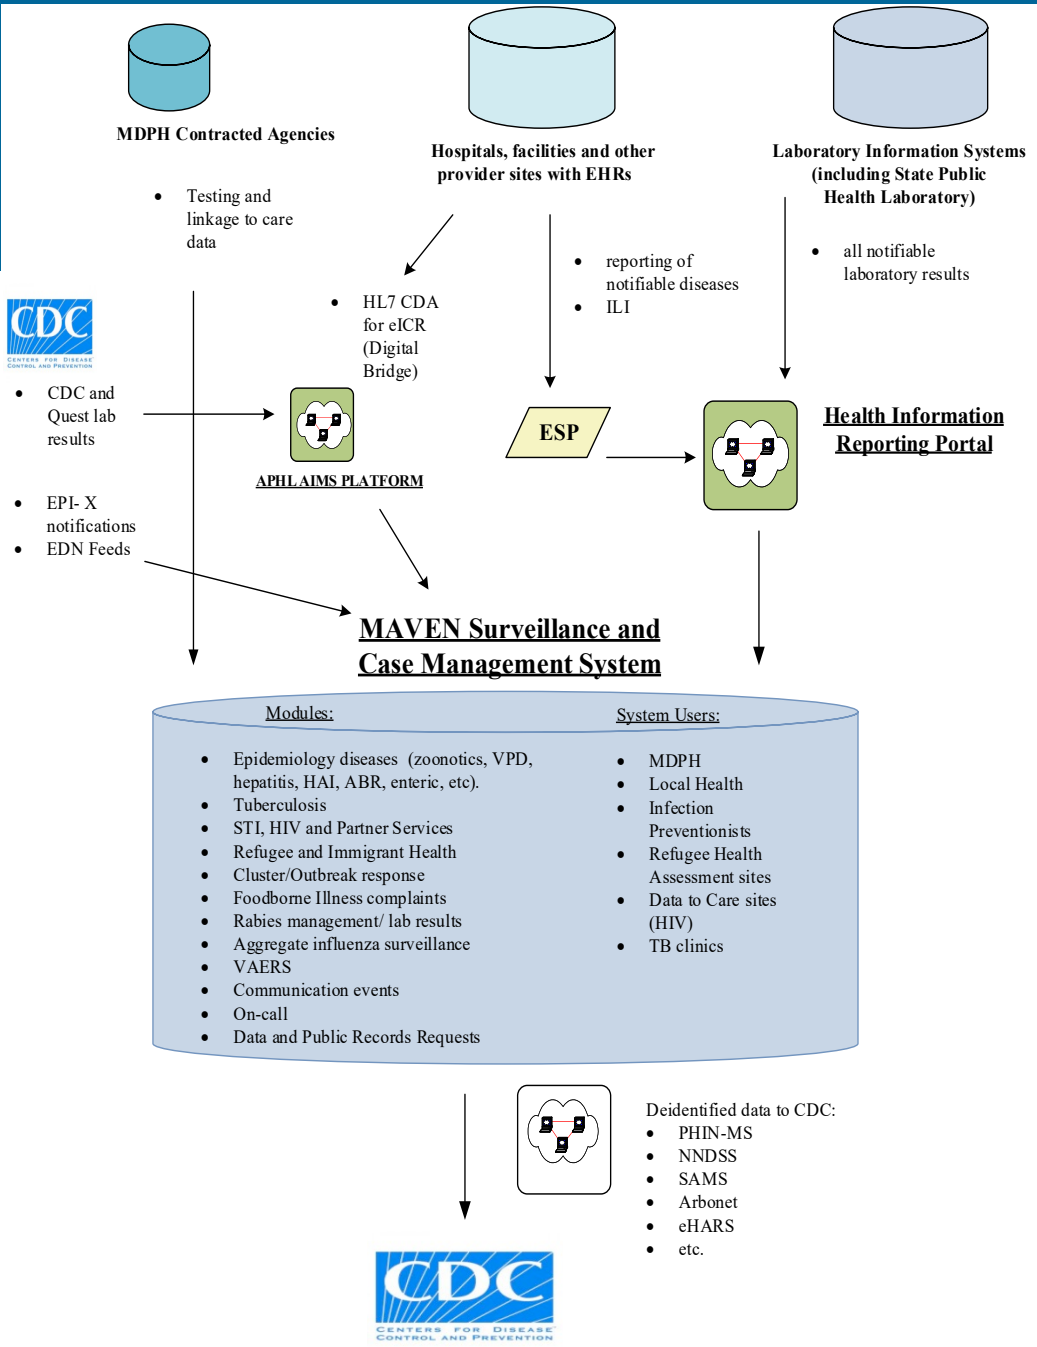 MDPH Contracted Agencies
Hospitals, facilities and other
provider sites with EHRs
Laboratory Information Systems
(including State Public
Health Laboratory)
• Testing and
linkage to care
data
• HL7 CDA
for eICR
(Digital
Bridge)
• reporting of
notifiable diseases
• ILI
• all notifiable
laboratory results
CDC
CENTERS FOR DISEASE
CONTROL AND PREVENTION
• CDC and
Quest lab
results
APHL AIMS PLATFORM
ESP
Health Information
Reporting Portal
• EPI- X
notifications
• EDN Feeds
MAVEN Surveillance and
Case Management System
Modules:
• Epidemiology diseases (zoonotics, VPD,
hepatitis, HAI, ABR, enteric, etc).
• Tuberculosis
• STI, HIV and Partner Services
• Refugee and Immigrant Health
• Cluster/Outbreak response
• Foodborne Illness complaints
• Rabies management/ lab results
• Aggregate influenza surveillance
• VAERS
• Communication events
• On-call
• Data and Public Records Requests
System Users:
• MDPH
• Local Health
• Infection
Preventionists
• Refugee Health
Assessment sites
• Data to Care sites
(HIV)
• TB clinics
Deidentified data to CDC:
• PHIN-MS
• NNDSS
• SAMS
• Arbonet
• eHARS
• etc.
CDC
CENTERS FOR DISEASE
CONTROL AND PREVENTION